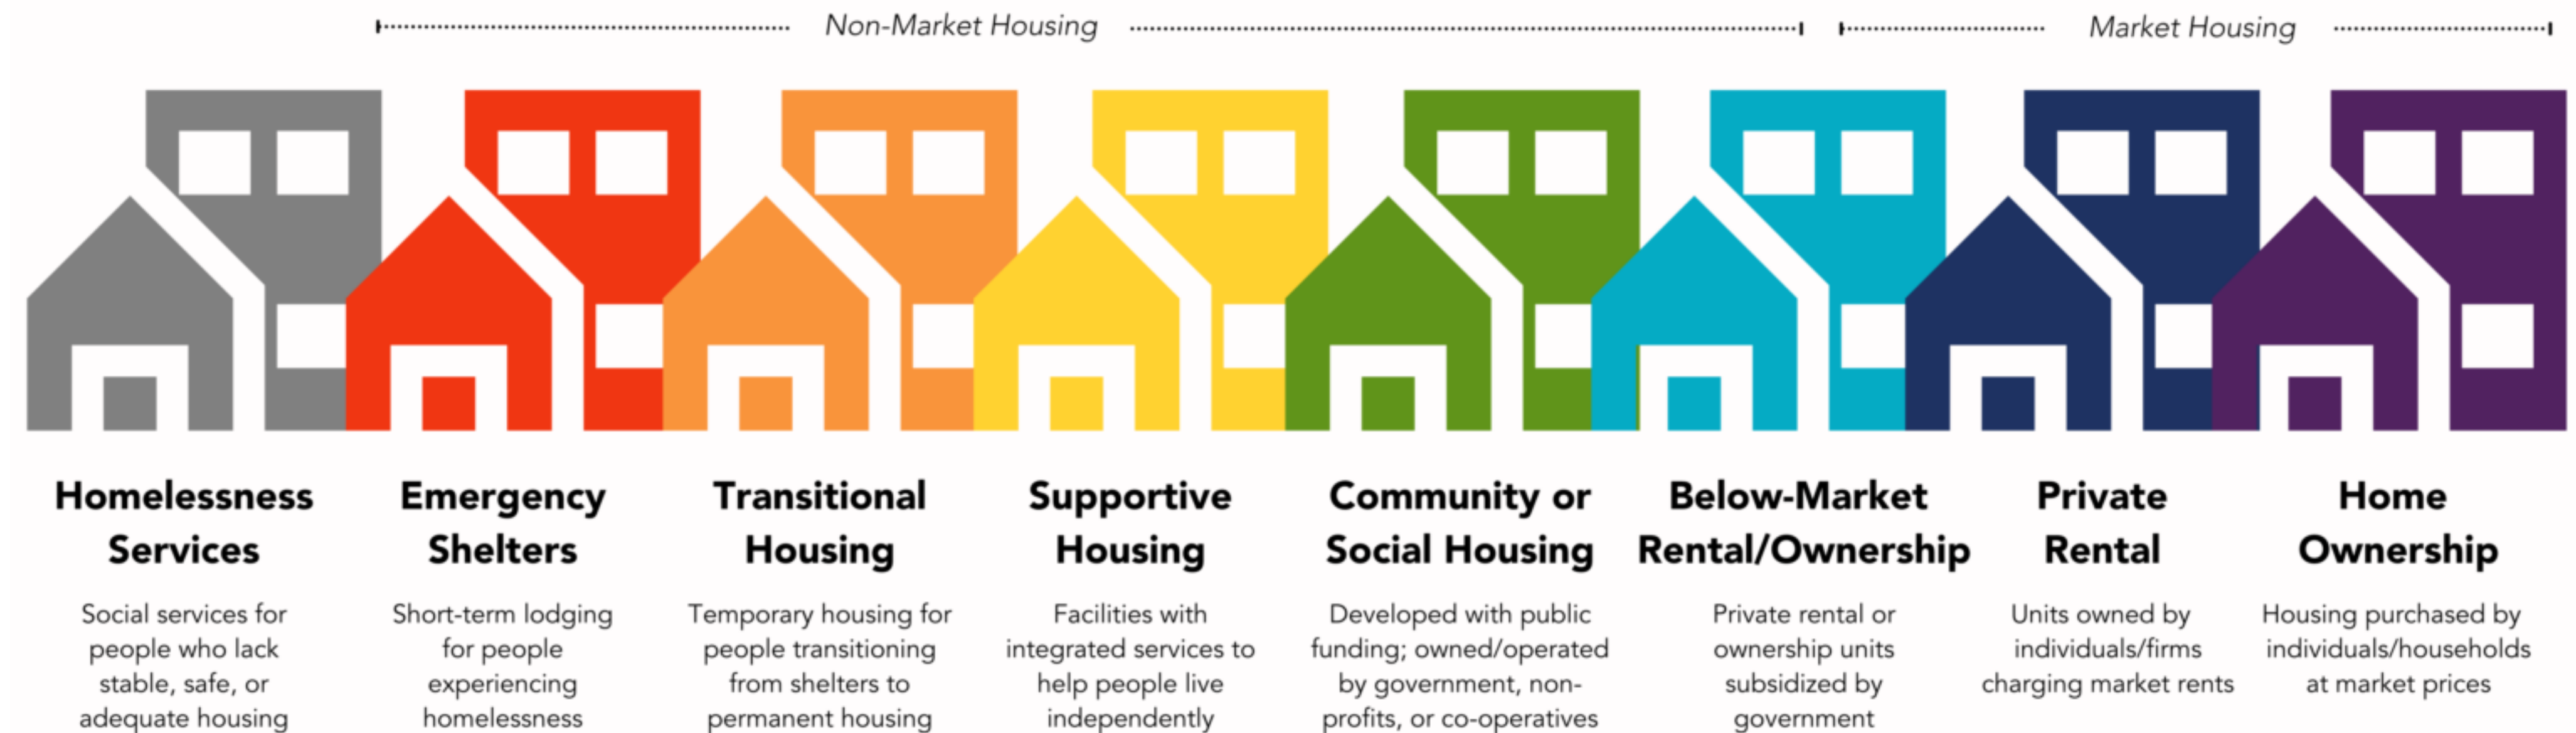 Non-Market Housing
Market Housing
Homelessness
Services
Social services for
people who lack
stable, safe, or
adequate housing
Emergency
Shelters
Short-term lodging
for people
experiencing
homelessness
Transitional
Housing
Temporary housing for
people transitioning
from shelters to
permanent housing
Supportive
Housing
Facilities with
integrated services to
help people live
independently
Community or
Social Housing
Developed with public
funding; owned/operated
by government, non-
profits, or co-operatives
Below-Market
Rental/Ownership
Private rental or
ownership units
subsidized by
government
Private
Rental
Units owned by
individuals/firms
charging market rents
Home
Ownership
Housing purchased by
individuals/households
at market prices